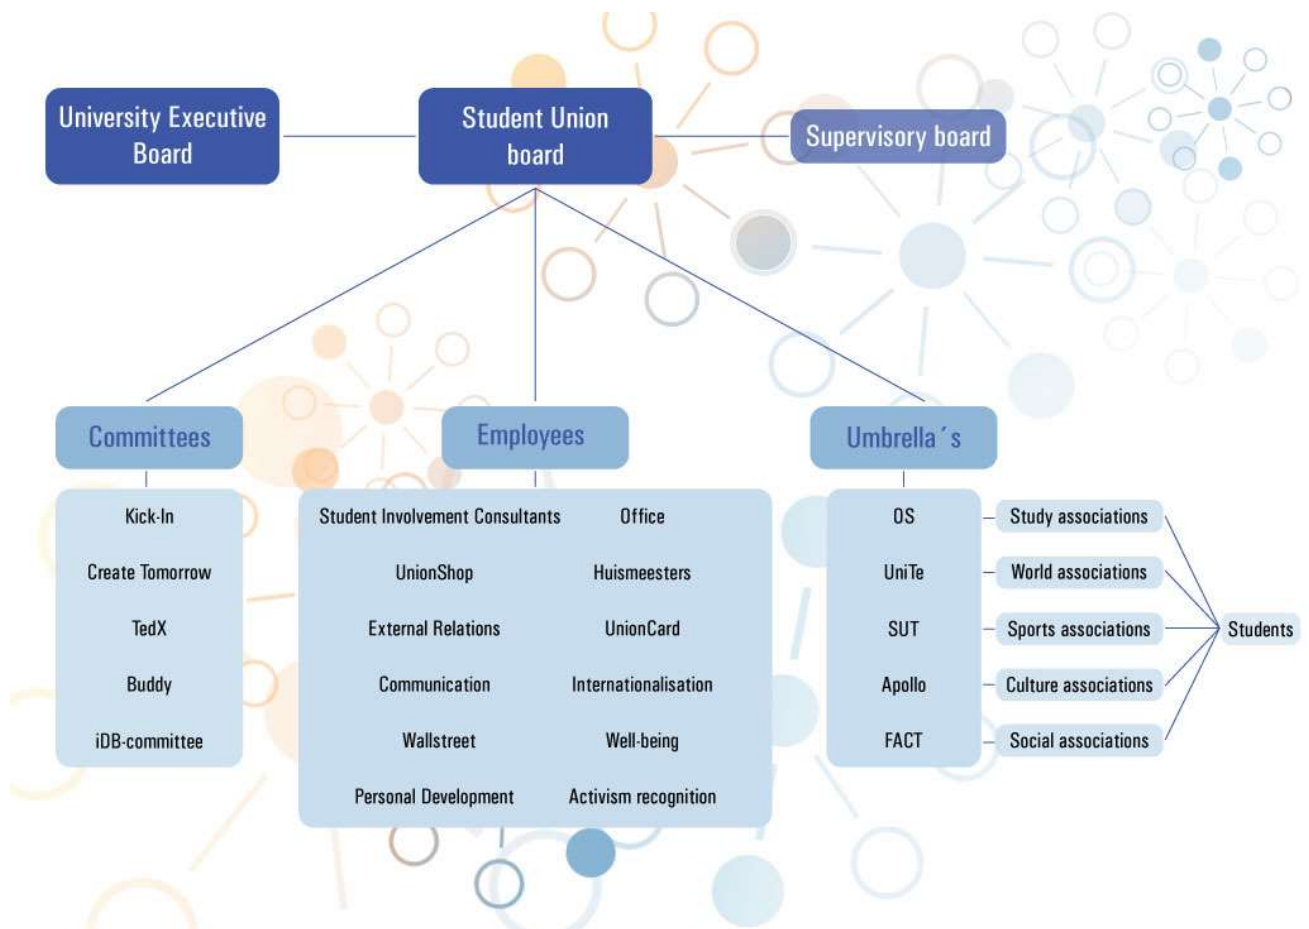 University Executive
Board
Student Union
board
Supervisory board
Committees
Employees
Umbrella´s
Kick-In
Create Tomorrow
TedX
Buddy
iDB-committee
Student Involvement Consultants
UnionShop
External Relations
Communication
Wallstreet
Personal Development
Office
Huismeesters
UnionCard
Internationalisation
Well-being
Activism recognition
OS
UniTe
SUT
Apollo
FACT
Study associations
World associations
Sports associations
Culture associations
Social associations
Students